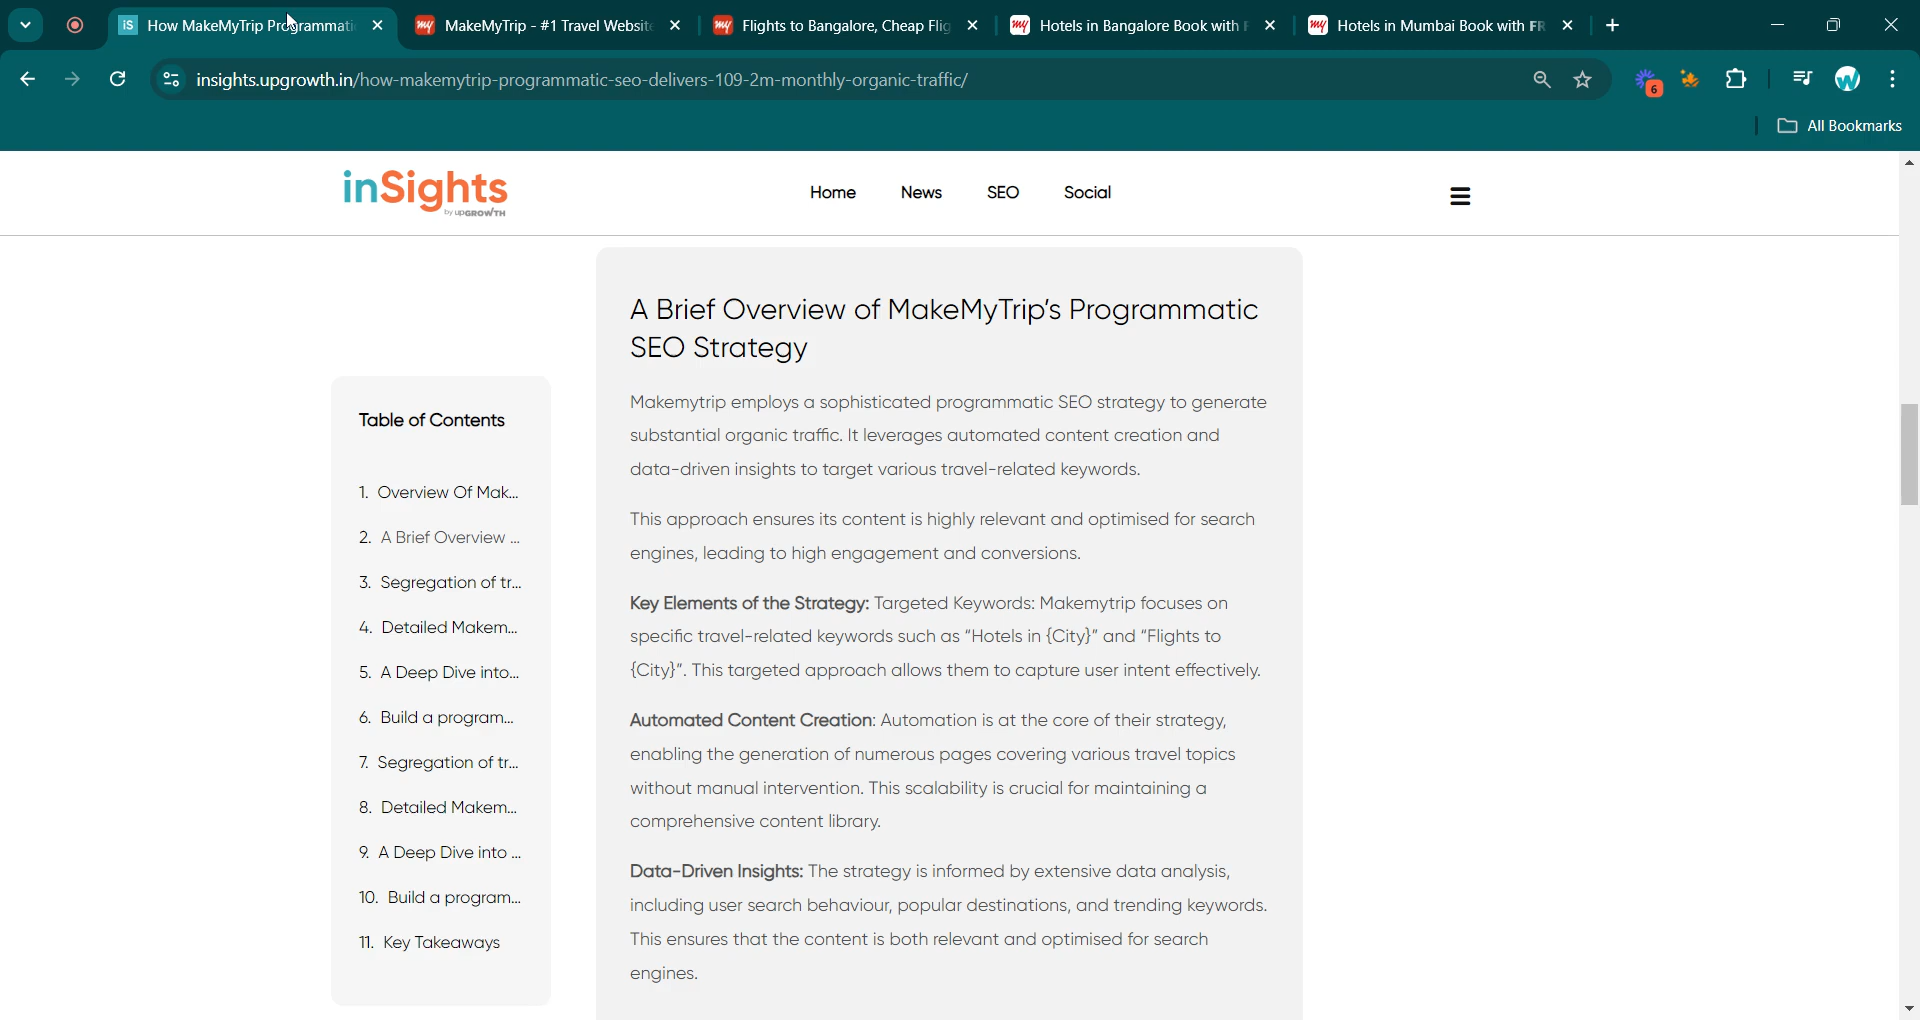 How MakeMyTrip Programmati
MakeMyTrip - #1 Travel Website
Flights to Bangalore, Cheap Flig
Hotels in Bangalore Book with F
Hotels in Mumbai Book with FR
insights.upgrowth.in/how-makemytrip-programmatic-seo-delivers-109-2m-monthly-organic-traffic/
6
All Bookmarks
inSights
by upGROWTH
Home
News
SEO
Social
A Brief Overview of MakeMyTrip’s Programmatic
SEO Strategy
Makemytrip employs a sophisticated programmatic SEO strategy to generate
substantial organic traffic. It leverages automated content creation and
data-driven insights to target various travel-related keywords.
This approach ensures its content is highly relevant and optimised for search
engines, leading to high engagement and conversions.
Key Elements of the Strategy: Targeted Keywords: Makemytrip focuses on
specific travel-related keywords such as “Hotels in {City}” and “Flights to
{City}”. This targeted approach allows them to capture user intent effectively.
Automated Content Creation: Automation is at the core of their strategy,
enabling the generation of numerous pages covering various travel topics
without manual intervention. This scalability is crucial for maintaining a
comprehensive content library.
Data-Driven Insights: The strategy is informed by extensive data analysis,
including user search behaviour, popular destinations, and trending keywords.
This ensures that the content is both relevant and optimised for search
engines.
Table of Contents
1. Overview Of Mak...
2. A Brief Overview ...
3. Segregation of tr...
4. Detailed Makem...
5. A Deep Dive into...
6. Build a program...
7. Segregation of tr...
8. Detailed Makem...
9. A Deep Dive into ...
10. Build a program...
11. Key Takeaways